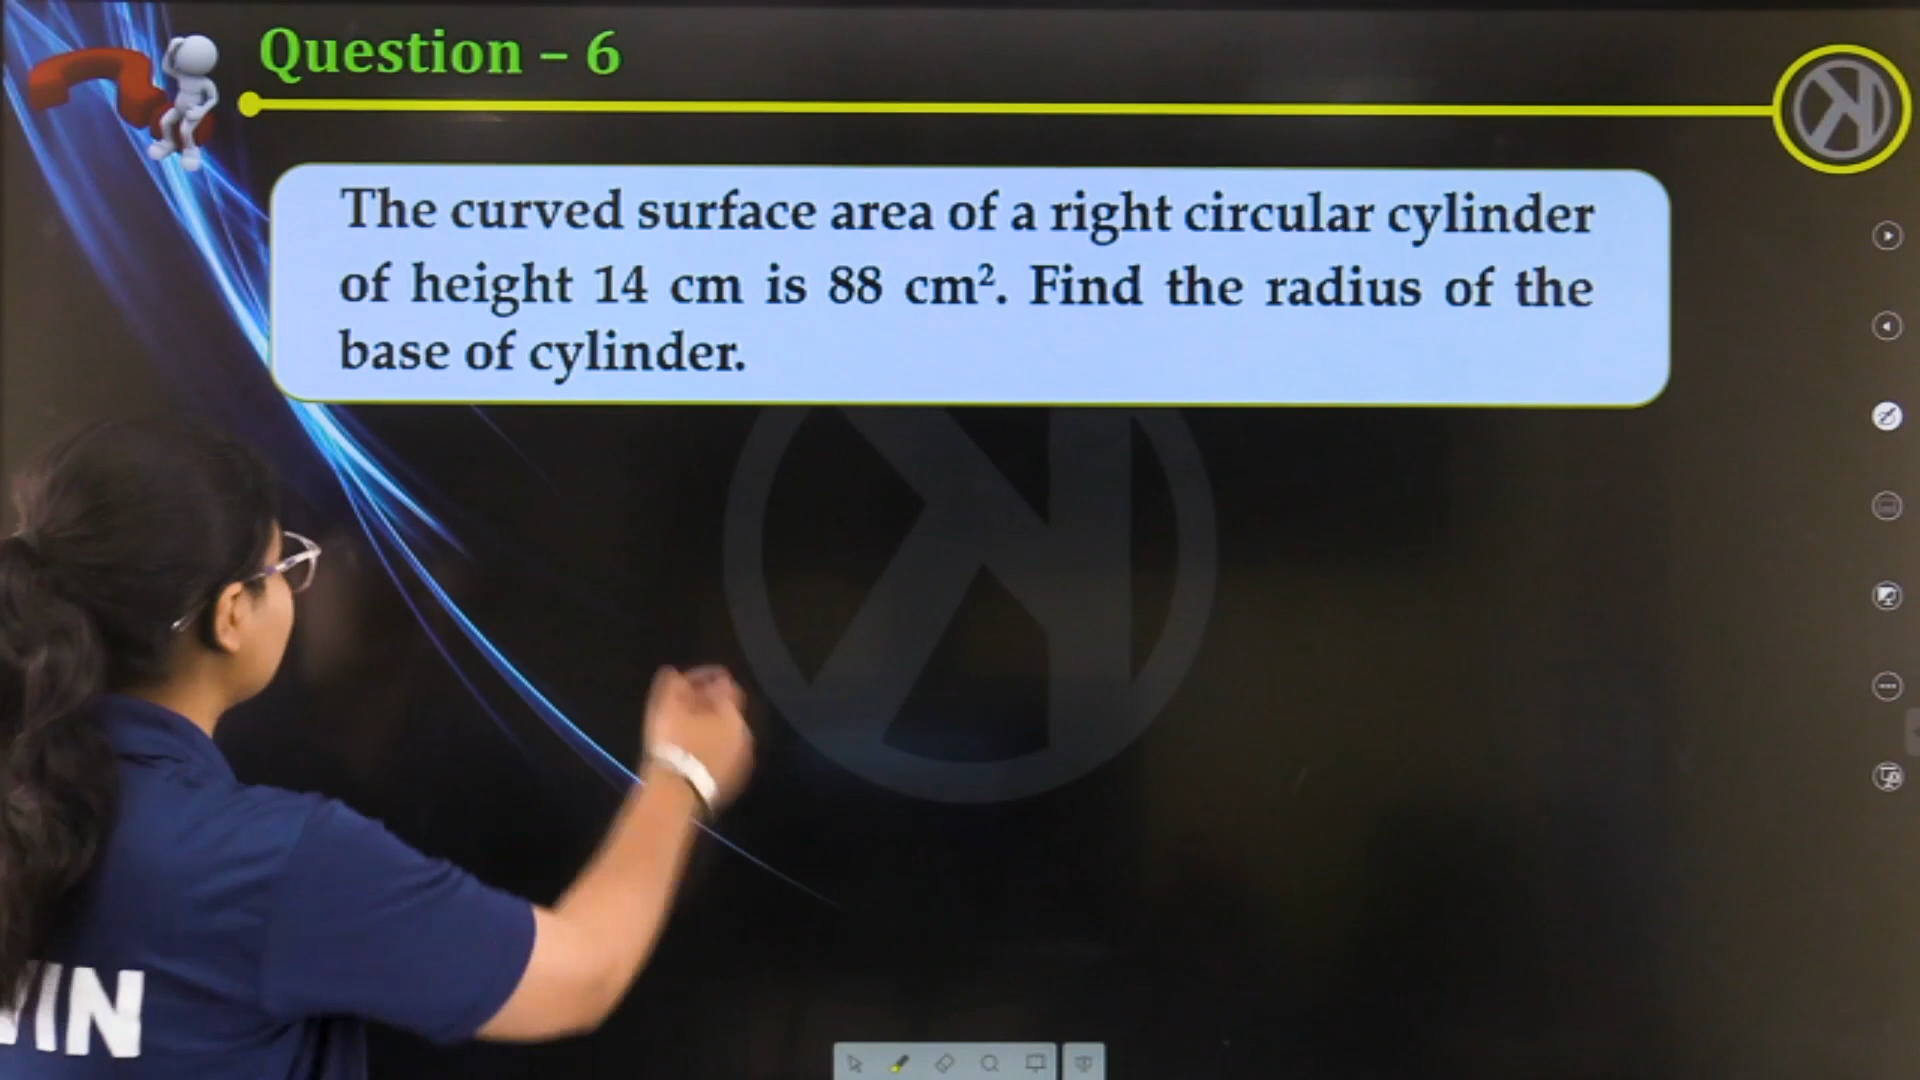 Question – 6
The curved surface area of a right circular cylinder
of height 14 cm is 88 cm². Find the radius of the
base of cylinder.